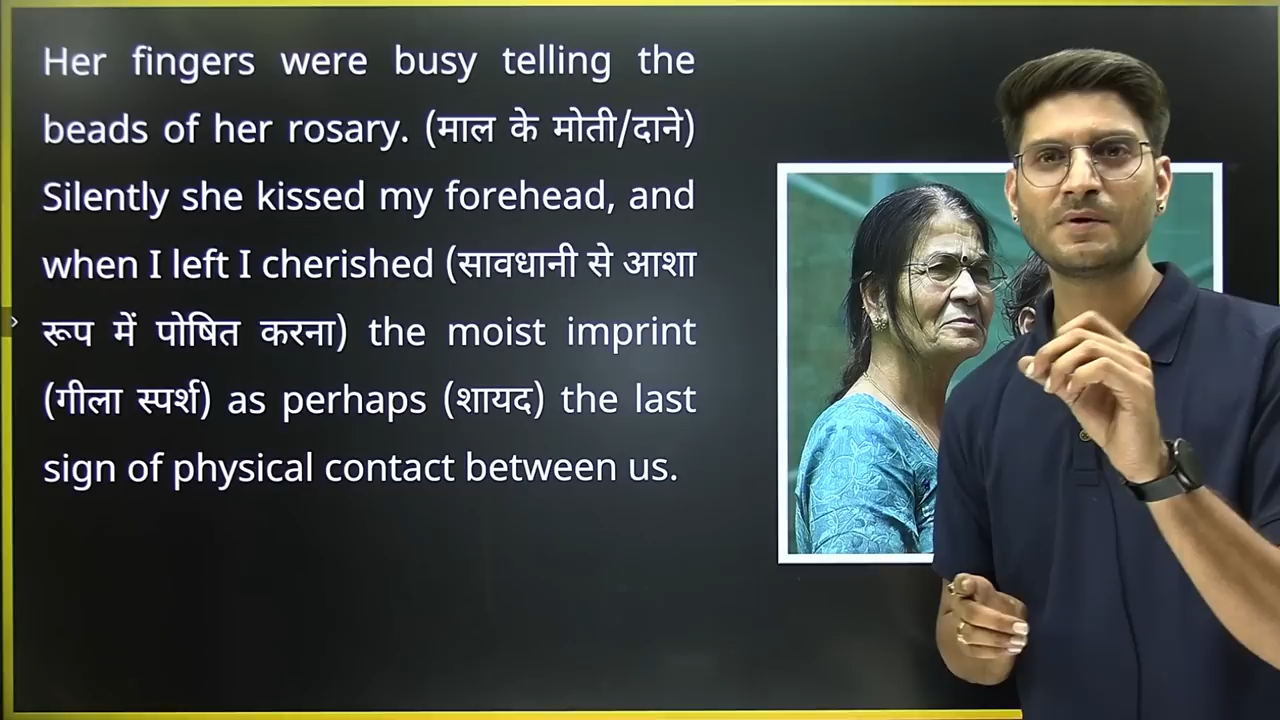 Her fingers were busy telling the
beads of her rosary. (माल के मोती/दाने)
Silently she kissed my forehead, and
when I left I cherished (सावधानी से आशा
रूप में पोषित करना) the moist imprint
(गीला स्पर्श) as perhaps (शायद) the last
sign of physical contact between us.